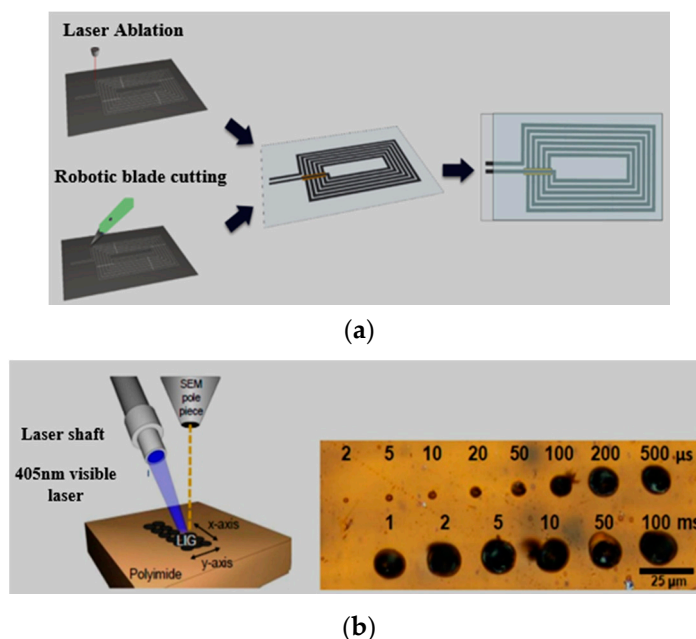 Laser Ablation
Robotic blade cutting
(a)
SEM
pole
piece
Laser shaft
405nm visible
laser
x-axis
LIG
y-axis
Polyimide
2 5 10 20 50 100 200 500 µs
1 2 5 10 50 100 ms
25 µm
(b)